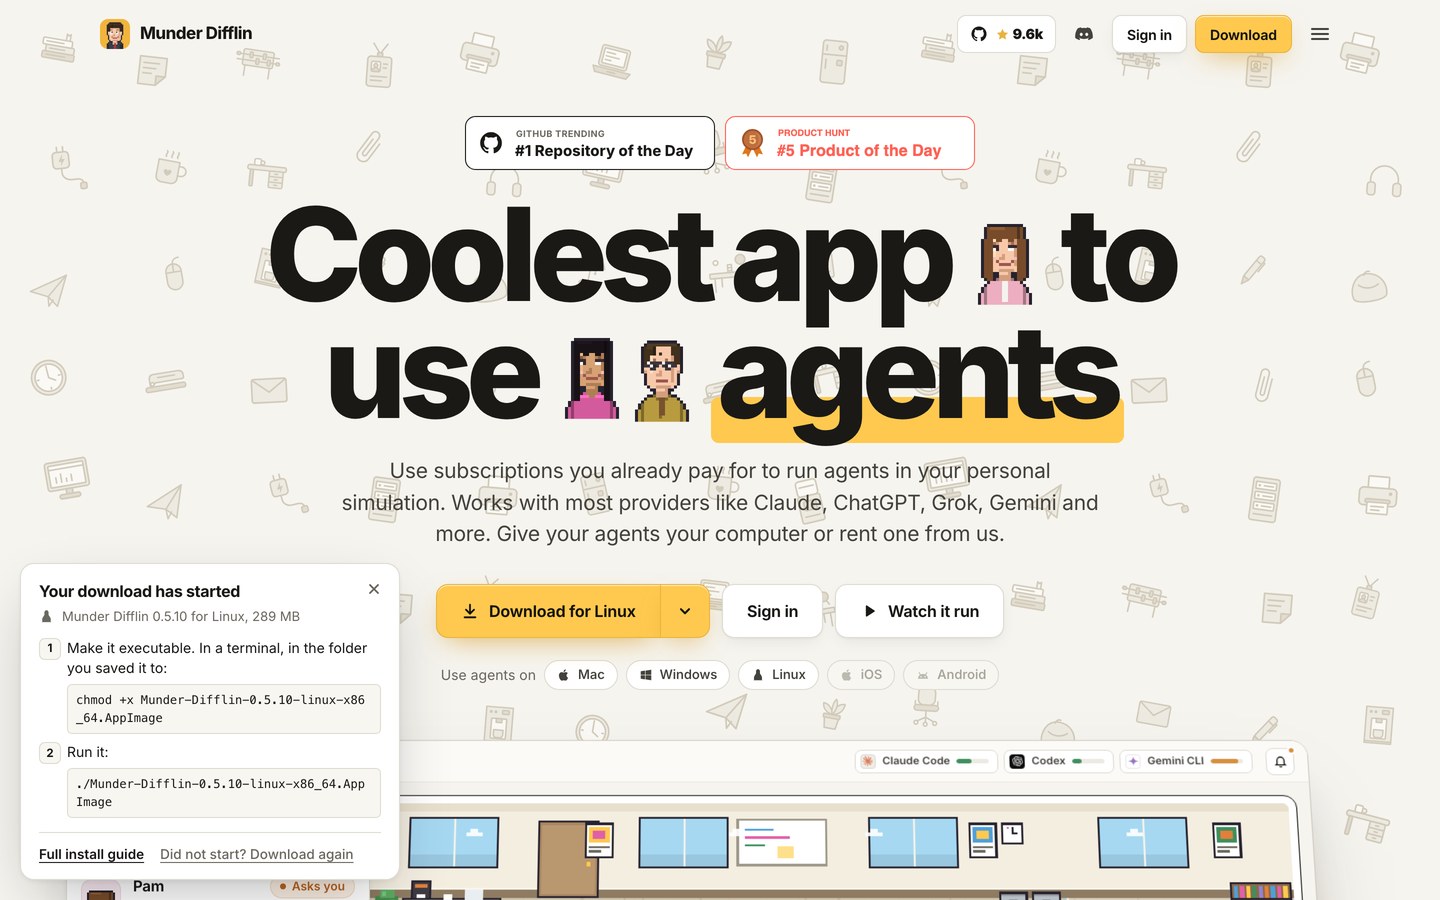 Munder Difflin
9.6k
Sign in
Download
GITHUB TRENDING
#1 Repository of the Day
5
PRODUCT HUNT
#5 Product of the Day
Coolest app to
use agents
Use subscriptions you already pay for to run agents in your personal
simulation. Works with most providers like Claude, ChatGPT, Grok, Gemini and
more. Give your agents your computer or rent one from us.
Download for Linux
Sign in
Watch it run
Use agents on
Mac
Windows
Linux
iOS
Android
Your download has started
Munder Difflin 0.5.10 for Linux, 289 MB
1
Make it executable. In a terminal, in the folder
you saved it to:
chmod +x Munder-Difflin-0.5.10-linux-x86
_64.AppImage
2
Run it:
./Munder-Difflin-0.5.10-linux-x86_64.App
Image
Full install guide
Did not start? Download again
Claude Code
Codex
Gemini CLI
Pam
Asks you